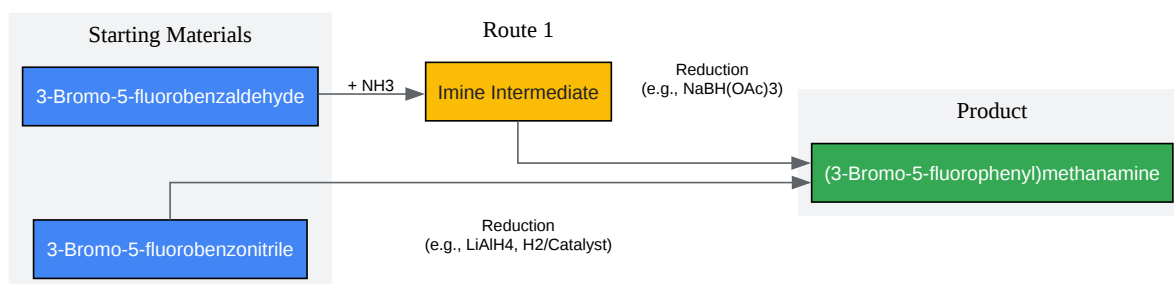 Starting Materials
Route 1
3-Bromo-5-fluorobenzaldehyde
+ NH3
Imine Intermediate
Reduction
(e.g., NaBH(OAc)3)
Product
(3-Bromo-5-fluorophenyl)methanamine
3-Bromo-5-fluorobenzonitrile
Reduction
(e.g., LiAlH4, H2/Catalyst)